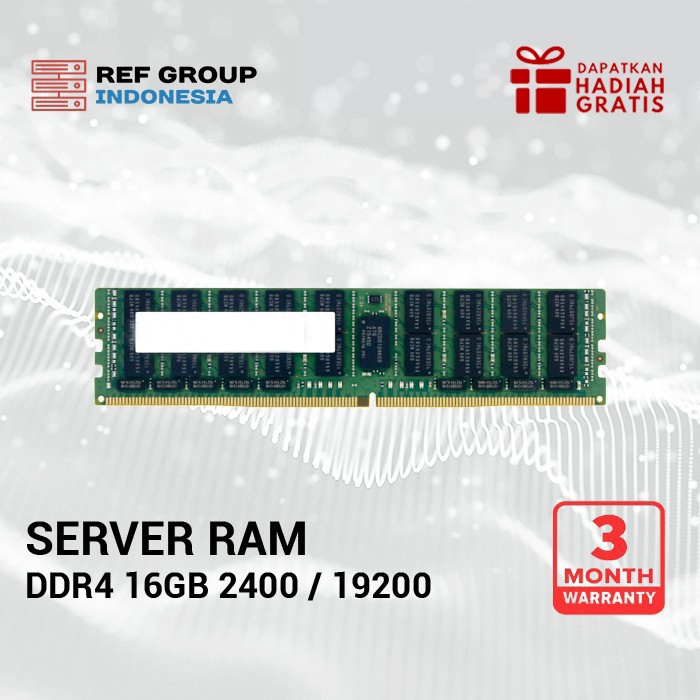 REF GROUP
INDONESIA
DAPATKAN
HADIAH
GRATIS
SERVER RAM
DDR4 16GB 2400 / 19200
3
MONTH
WARRANTY